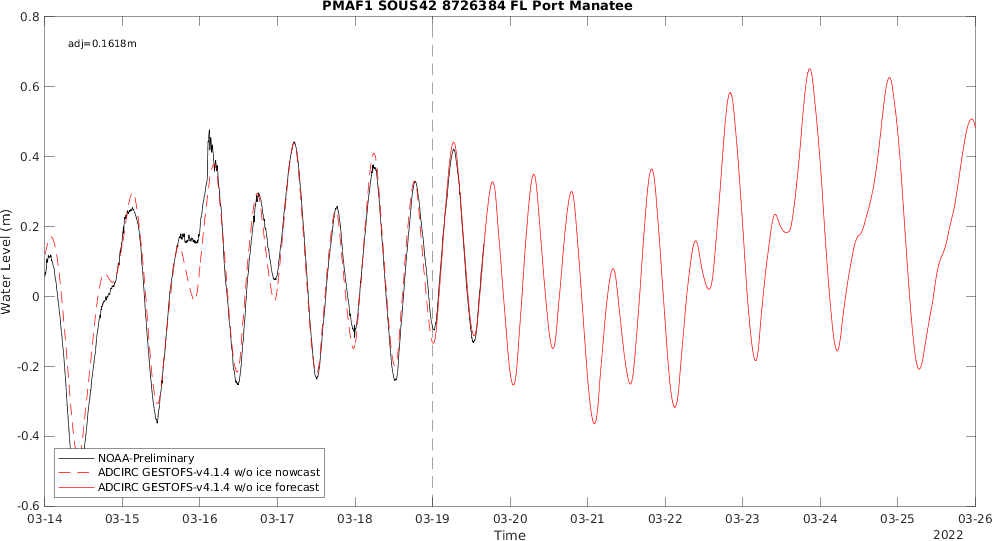 PMAF1 SOUS42 8726384 FL Port Manatee
adj=0.1618m
0.8
0.6
0.4
0.2
0
-0.2
-0.4
-0.6
Water Level (m)
NOAA-Preliminary
ADCIRC GESTOFS-v4.1.4 w/o ice nowcast
ADCIRC GESTOFS-v4.1.4 w/o ice forecast
03-14 03-15 03-16 03-17 03-18 03-19 03-20 03-21 03-22 03-23 03-24 03-25 03-26
Time
2022